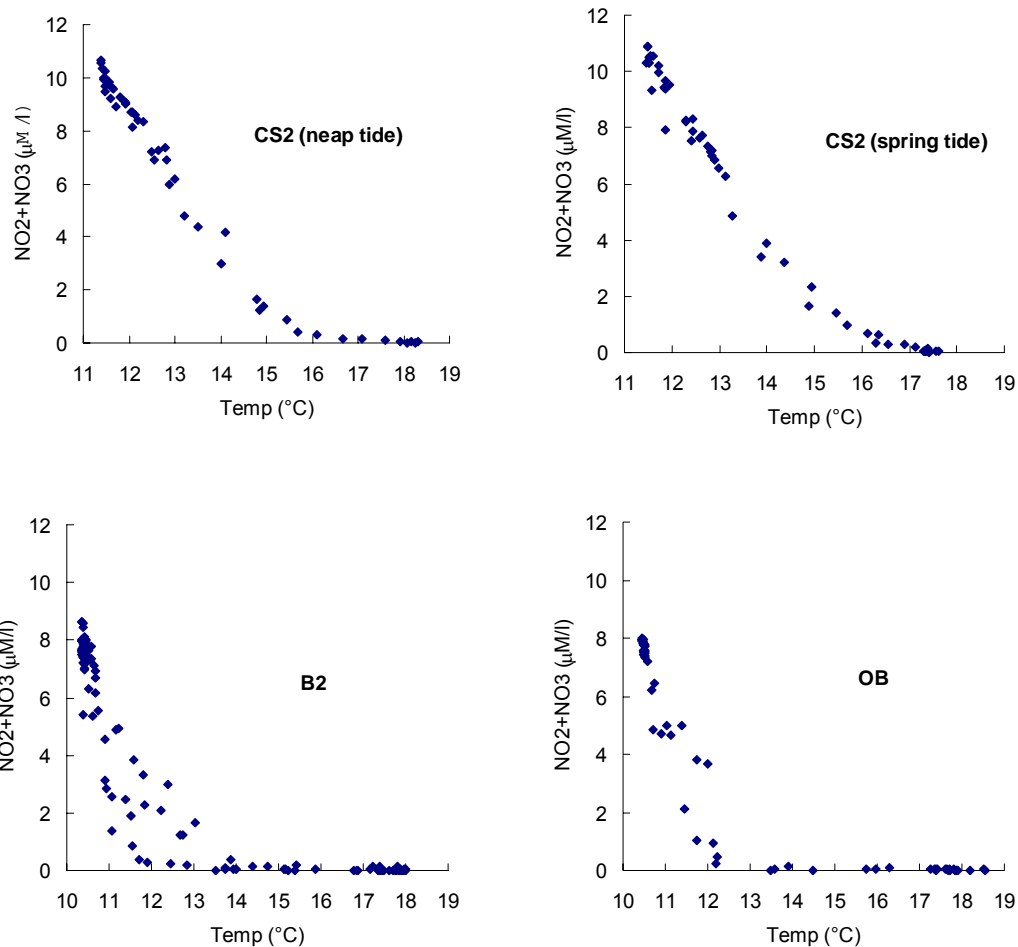 12
10
8
6
4
2
0
NO2+NO3 (µM /l)
CS2 (neap tide)
11 12 13 14 15 16 17 18 19
Temp (°C)
12
10
8
6
4
2
0
NO2+NO3 (µM/l)
CS2 (spring tide)
11 12 13 14 15 16 17 18 19
Temp (°C)
12
10
8
6
4
2
0
NO2+NO3 (µM/l)
B2
10 11 12 13 14 15 16 17 18 19
Temp (°C)
12
10
8
6
4
2
0
NO2+NO3 (µM/l)
OB
10 11 12 13 14 15 16 17 18 19
Temp (°C)